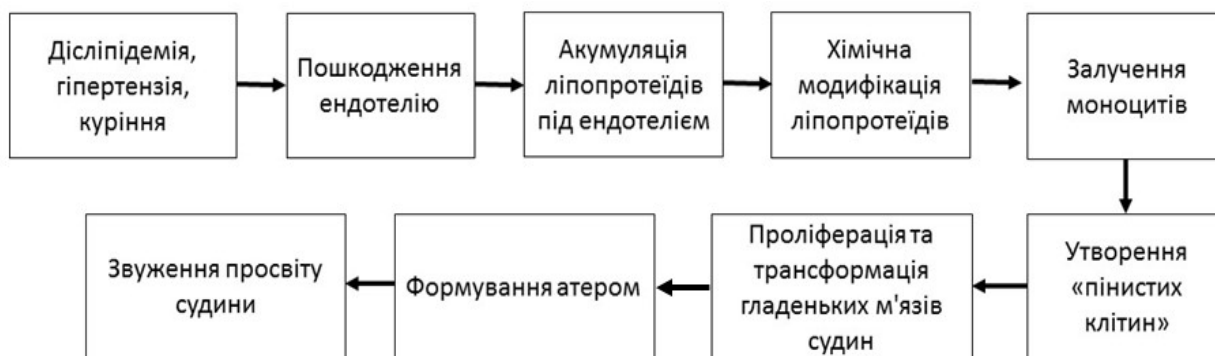 Дісліпідемія,
гіпертензія,
куріння
Пошкодження
ендотелію
Акумуляція
ліпопротеїдів
під ендотелієм
Хімічна
модифікація
ліпопротеїдів
Залучення
моноцитів
Утворення
«пінистих
клітин»
Проліферація та
трансформація
гладеньких м'язів
судин
Формування атером
Звуження просвіту
судини